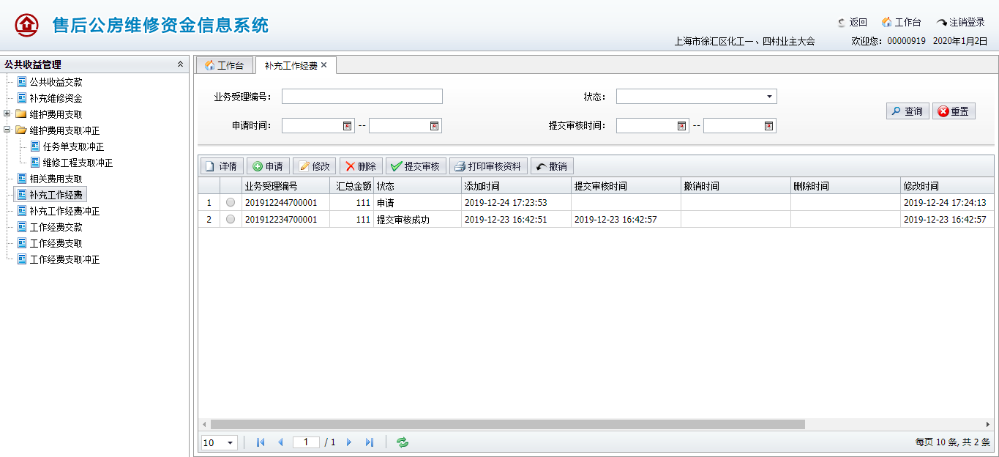 售后公房维修资金信息系统
返回 工作台 注销登录
上海市徐汇区化工一、四村业主大会 欢迎您：00000919 2020年1月2日
公共收益管理
公共收益交款
补充维修资金
维护费用支取
维护费用支取冲正
任务单支取冲正
维修工程支取冲正
相关费用支取
补充工作经费
补充工作经费冲正
工作经费交款
工作经费支取
工作经费支取冲正
工作台 补充工作经费
业务受理编号： 状态：
申请时间： -- 提交审核时间： --
查询 重置
详情 申请 修改 删除 提交审核 打印审核资料 撤销
业务受理编号 汇总金额 状态 添加时间 提交审核时间 撤销时间 删除时间 修改时间
1 201912244700001 111 申请 2019-12-24 17:23:53 2019-12-24 17:24:13
2 201912234700001 111 提交审核成功 2019-12-23 16:42:51 2019-12-23 16:42:57 2019-12-23 16:42:57
10 1 / 1 每页 10 条, 共 2 条